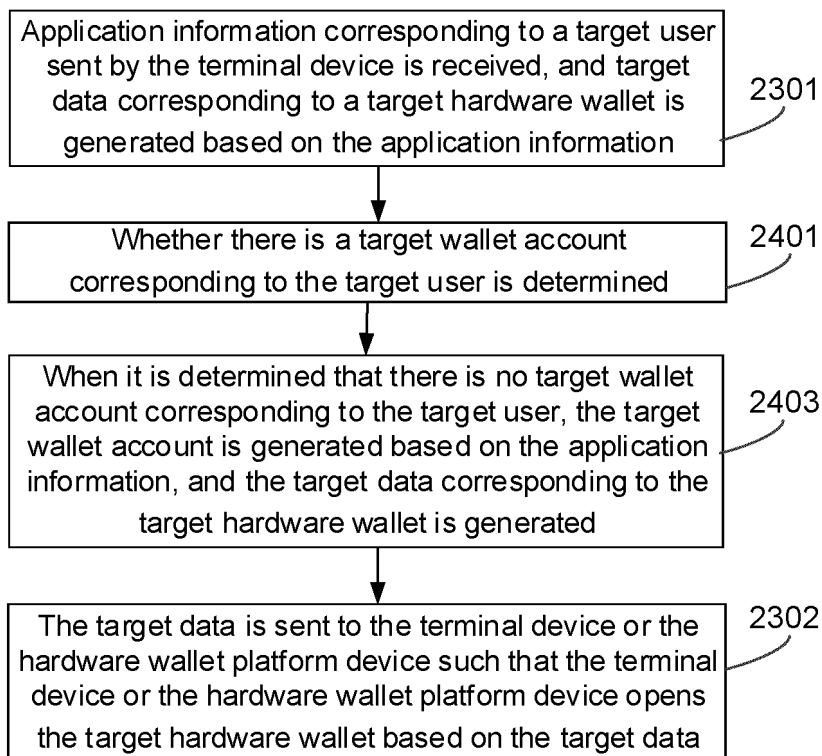 Application information corresponding to a target user
sent by the terminal device is received, and target
data corresponding to a target hardware wallet is
generated based on the application information
2301
Whether there is a target wallet account
corresponding to the target user is determined
2401
When it is determined that there is no target wallet
account corresponding to the target user, the target
wallet account is generated based on the application
information, and the target data corresponding to the
target hardware wallet is generated
2403
The target data is sent to the terminal device or the
hardware wallet platform device such that the terminal
device or the hardware wallet platform device opens
the target hardware wallet based on the target data
2302